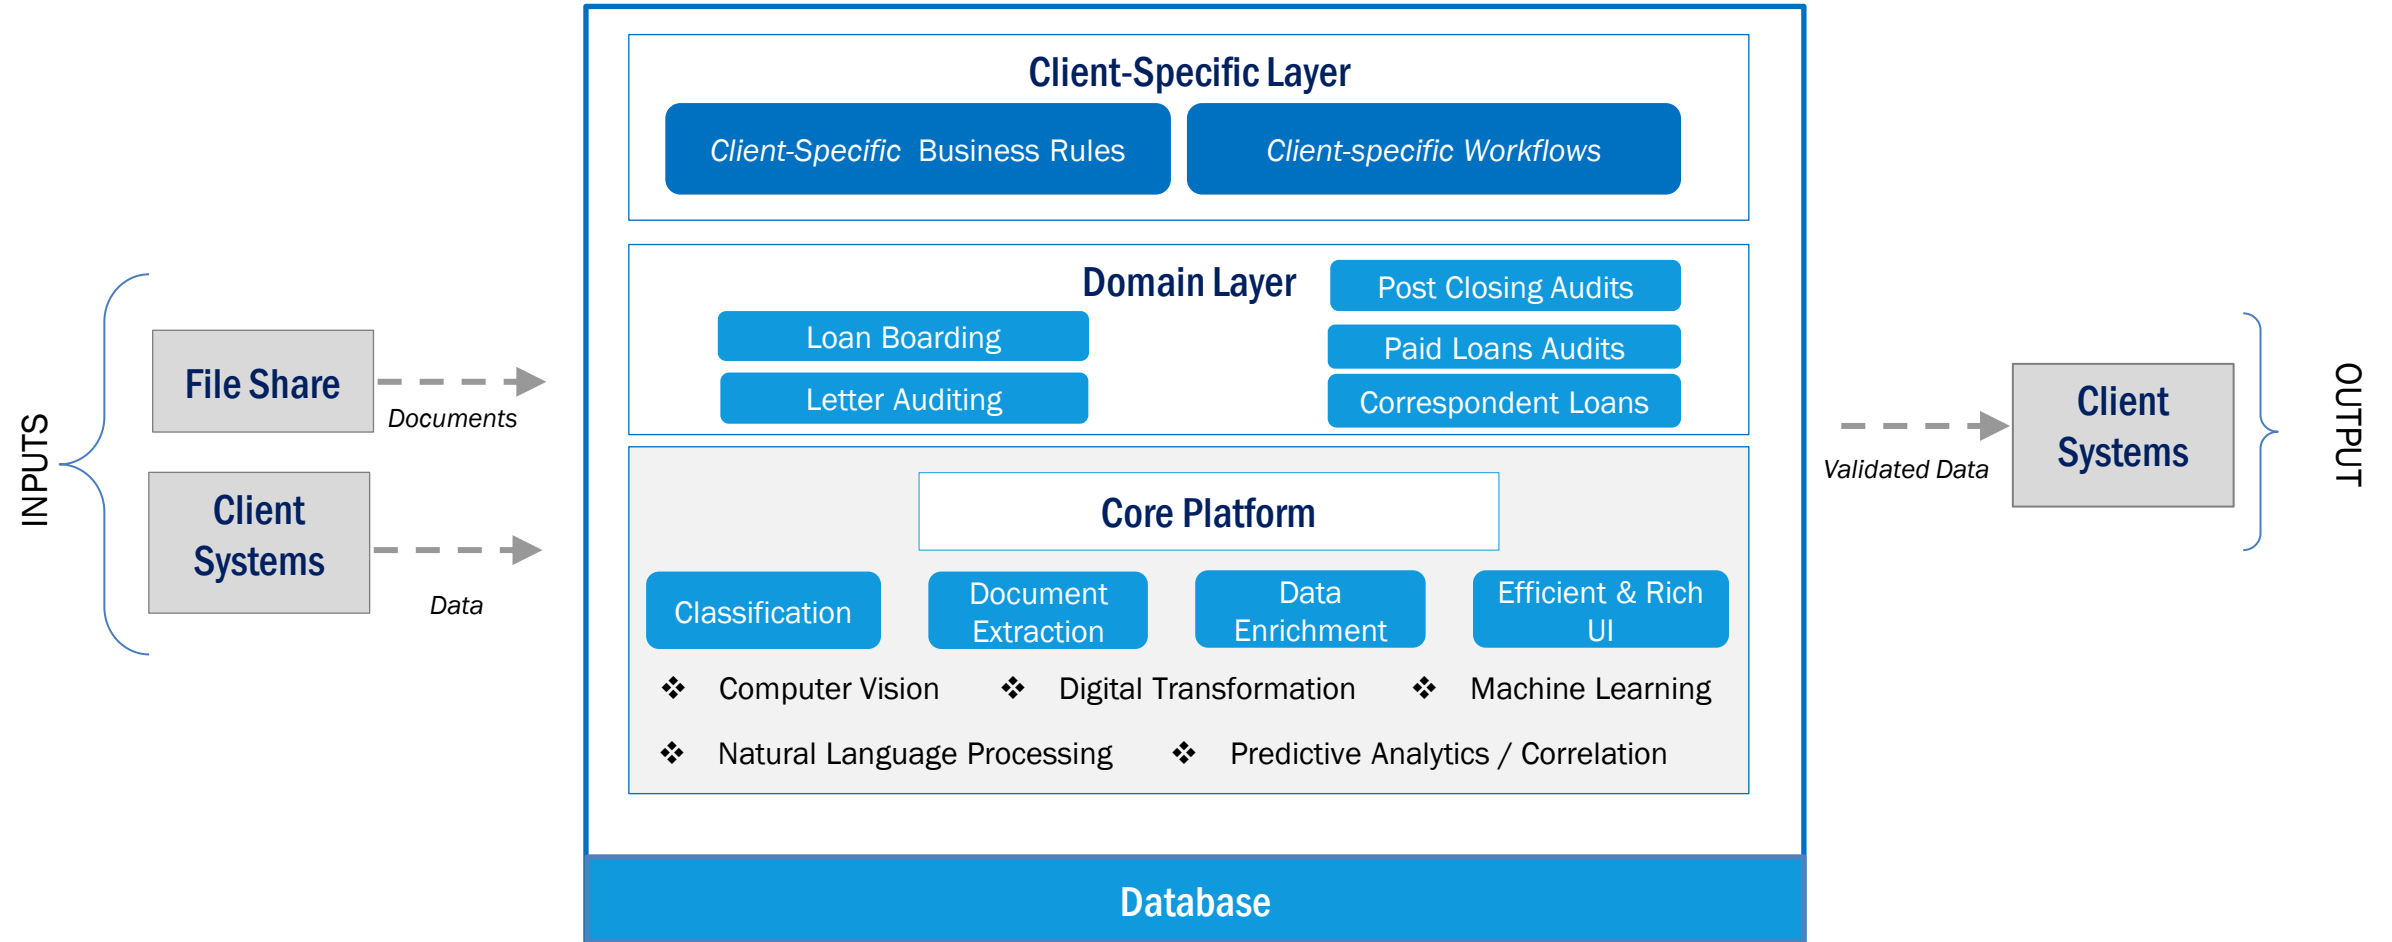 INPUTS
File Share
Documents
Client
Systems
Data
Client-Specific Layer
Client-Specific Business Rules
Client-specific Workflows
Domain Layer
Loan Boarding
Letter Auditing
Post Closing Audits
Paid Loans Audits
Correspondent Loans
Core Platform
Classification
Document
Extraction
Data
Enrichment
Efficient & Rich
UI
❖ Computer Vision ❖ Digital Transformation ❖ Machine Learning
❖ Natural Language Processing ❖ Predictive Analytics / Correlation
Database
Validated Data
Client
Systems
OUTPUT